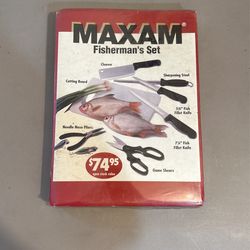 MAXAM®
Fisherman's Set
Cleaver
Cutting Board
Sharpening Steel
5½" Fish
Fillet Knife
Needle Nose Pliers
7½" Fish
Fillet Knife
$74.95
Game Shears